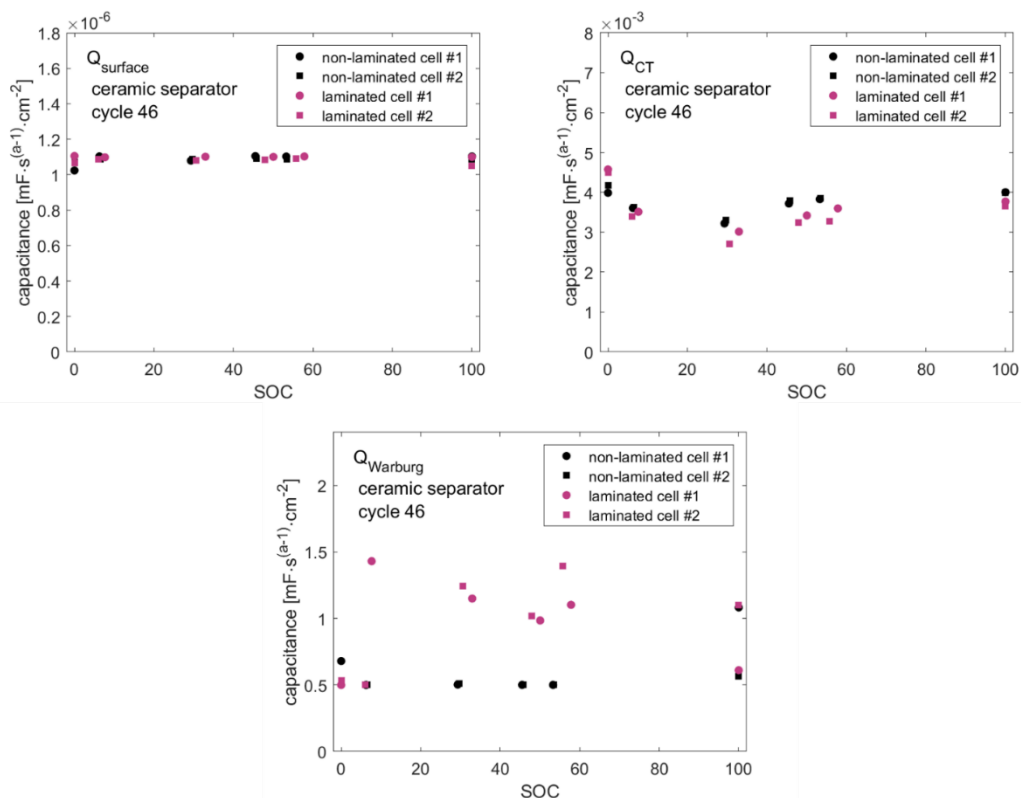 ×10⁻⁶
1.8
1.6
1.4
1.2
1
0.8
0.6
0.4
0.2
0
capacitance [mF·s⁽ᵃ⁻¹⁾·cm⁻²]
Q_surface
ceramic separator
cycle 46
non-laminated cell #1
non-laminated cell #2
laminated cell #1
laminated cell #2
0 20 40 60 80 100
SOC
×10⁻³
8
7
6
5
4
3
2
1
0
capacitance [mF·s⁽ᵃ⁻¹⁾·cm⁻²]
Q_CT
ceramic separator
cycle 46
non-laminated cell #1
non-laminated cell #2
laminated cell #1
laminated cell #2
0 20 40 60 80 100
SOC
2
1.5
1
0.5
0
capacitance [mF·s⁽ᵃ⁻¹⁾·cm⁻²]
Q_Warburg
ceramic separator
cycle 46
non-laminated cell #1
non-laminated cell #2
laminated cell #1
laminated cell #2
0 20 40 60 80 100
SOC